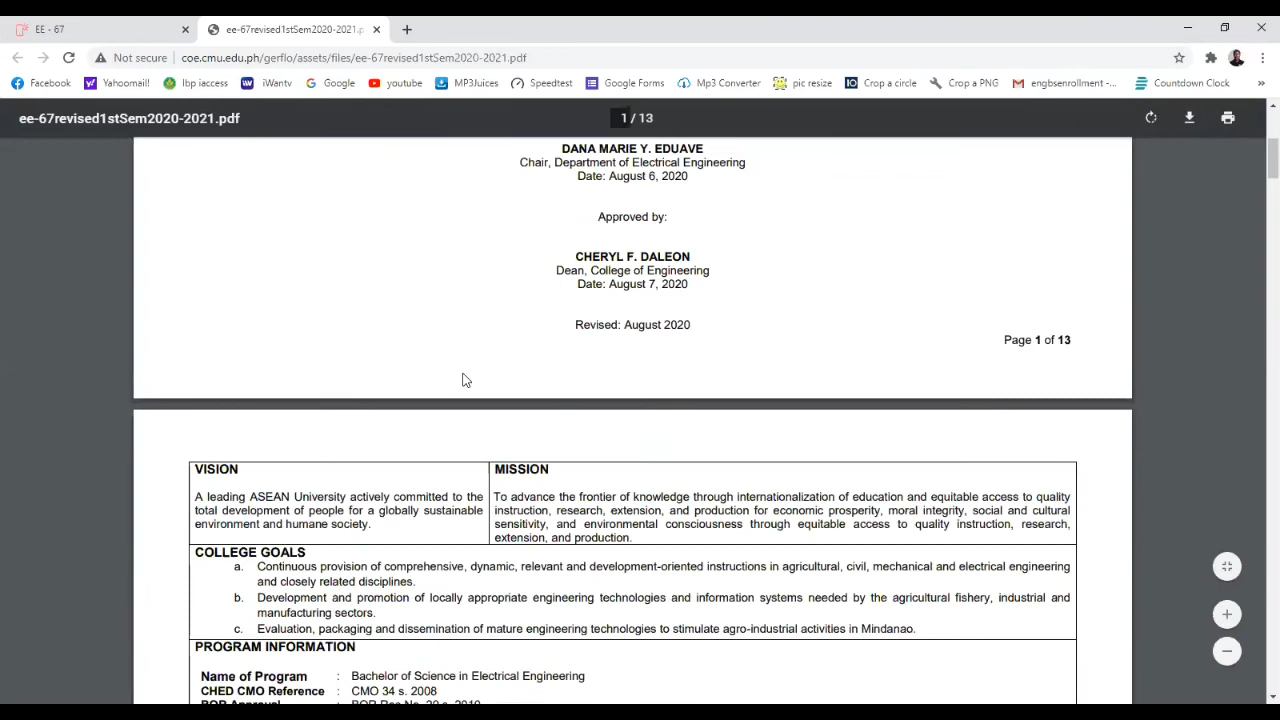 EE - 67
ee-67revised1stSem2020-2021.p
Not secure
coe.cmu.edu.ph/gerflo/assets/files/ee-67revised1stSem2020-2021.pdf
Facebook
Yahoomail!
lbp iaccess
iWantv
Google
youtube
MP3Juices
Speedtest
Google Forms
Mp3 Converter
pic resize
Crop a circle
Crop a PNG
engbsenrollment -...
Countdown Clock
»
ee-67revised1stSem2020-2021.pdf
1 / 13
DANA MARIE Y. EDUAVE
Chair, Department of Electrical Engineering
Date: August 6, 2020
Approved by:
CHERYL F. DALEON
Dean, College of Engineering
Date: August 7, 2020
Revised: August 2020
Page 1 of 13
VISION
A leading ASEAN University actively committed to the
total development of people for a globally sustainable
environment and humane society.
MISSION
To advance the frontier of knowledge through internationalization of education and equitable access to quality
instruction, research, extension, and production for economic prosperity, moral integrity, social and cultural
sensitivity, and environmental consciousness through equitable access to quality instruction, research,
extension, and production.
COLLEGE GOALS
a. Continuous provision of comprehensive, dynamic, relevant and development-oriented instructions in agricultural, civil, mechanical and electrical engineering
and closely related disciplines.
b. Development and promotion of locally appropriate engineering technologies and information systems needed by the agricultural fishery, industrial and
manufacturing sectors.
c. Evaluation, packaging and dissemination of mature engineering technologies to stimulate agro-industrial activities in Mindanao.
PROGRAM INFORMATION
Name of Program : Bachelor of Science in Electrical Engineering
CHED CMO Reference : CMO 34 s. 2008